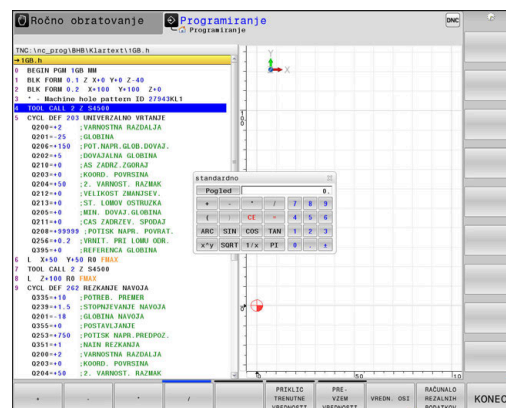 Ročno obratovanje
Programiranje
Programiranje
DNC
TNC:\nc_prog\BHB\Klartext\1GB.h
→1GB.h
0 BEGIN PGM 1GB MM
1 BLK FORM 0.1 Z X+0 Y+0 Z-40
2 BLK FORM 0.2 X+100 Y+100 Z+0
3 * - Machine hole pattern ID 27943KL1
4 TOOL CALL 2 Z S4500
5 CYCL DEF 203 UNIVERZALNO VRTANJE
Q200=+2 ;VARNOSTNA RAZDALJA
Q201=-25 ;GLOBINA
Q206=+150 ;POT.NAPR.GLOB.DOVAJ.
Q202=+5 ;DOVAJALNA GLOBINA
Q210=+0 ;AS ZADRZ.ZGORAJ
Q203=+0 ;KOORD. POVRSINA
Q204=+50 ;2. VARNOST. RAZMAK
Q212=+0 ;VELIKOST ZMANJSEV.
Q213=+0 ;ST. LOMOV OSTRUZKA
Q205=+0 ;MIN. DOVAJ.GLOBINA
Q211=+0 ;CAS ZADRZEV. SPODAJ
Q208=+99999 ;POTISK NAPR. POVRAT.
Q256=+0.2 ;VRNIT. PRI LOMU ODR.
Q395=+0 ;REFERENCA GLOBINA
6 L X+50 Y+50 R0 FMAX
7 TOOL CALL 2 Z S4500
8 L Z+100 R0 FMAX
9 CYCL DEF 262 REZKANJE NAVOJA
Q335=+10 ;POTREB. PREMER
Q239=+1.5 ;STOPNJEVANJE NAVOJA
Q201=-18 ;GLOBINA NAVOJA
Q355=+0 ;POSTAVLJANJE
Q253=+750 ;POTISK NAPR.PREDPOZ.
Q351=+1 ;NAIN REZKANJA
Q200=+2 ;VARNOSTNA RAZDALJA
Q203=+0 ;KOORD. POVRSINA
Q204=+50 ;2. VARNOST. RAZMAK
Y
X
100
0
0 50 10
standardno
Pogled 0.
+ - * / 7 8 9
( ) CE = 4 5 6
ARC SIN COS TAN 1 2 3
x^y SQRT 1/x PI 0 . ±
+
-
*
/
PRIKLIC TRENUTNE VREDNOSTI
PRE- VZEM VREDNOSTI
VREDN. OSI
RAČUNALO REZALNIH PODATKOV
KONEC